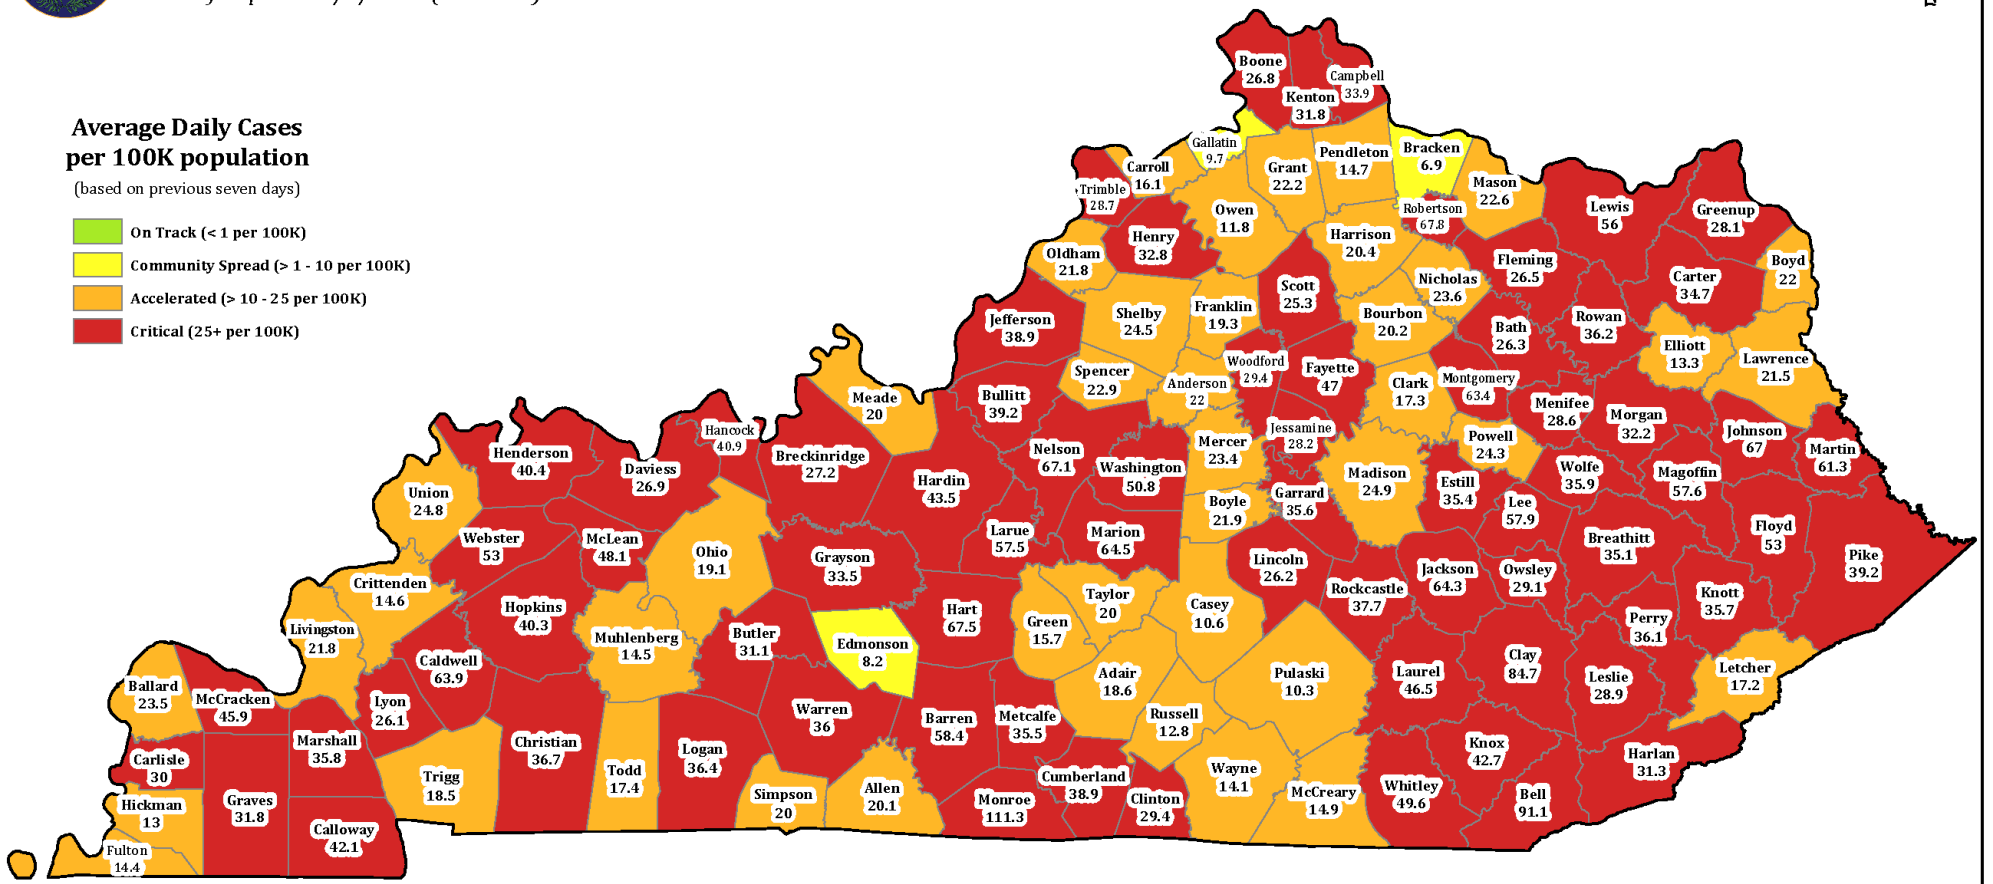 Average Daily Cases
per 100K population
(based on previous seven days)
On Track (< 1 per 100K)
Community Spread (> 1 - 10 per 100K)
Accelerated (> 10 - 25 per 100K)
Critical (25+ per 100K)
Boone
26.8
Campbell
33.9
Kenton
31.8
Gallatin
9.7
Carroll
16.1
Grant
22.2
Pendleton
14.7
Bracken
6.9
Mason
22.6
Trimble
28.7
Owen
11.8
Robertson
67.8
Lewis
56
Greenup
28.1
Henry
32.8
Harrison
20.4
Oldham
21.8
Fleming
26.5
Boyd
22
Nicholas
23.6
Carter
34.7
Scott
25.3
Jefferson
38.9
Shelby
24.5
Franklin
19.3
Bourbon
20.2
Bath
26.3
Rowan
36.2
Elliott
13.3
Lawrence
21.5
Woodford
29.4
Fayette
47
Spencer
22.9
Anderson
22
Clark
17.3
Montgomery
63.4
Meade
20
Bullitt
39.2
Menifee
28.6
Morgan
32.2
Hancock
40.9
Jessamine
28.2
Johnson
67
Powell
24.3
Mercer
23.4
Henderson
40.4
Daviess
26.9
Breckinridge
27.2
Nelson
67.1
Washington
50.8
Martin
61.3
Hardin
43.5
Madison
24.9
Estill
35.4
Wolfe
35.9
Magoffin
57.6
Union
24.8
Boyle
21.9
Garrard
35.6
Lee
57.9
Webster
53
McLean
48.1
Larue
57.5
Marion
64.5
Floyd
53
Breathitt
35.1
Ohio
19.1
Grayson
33.5
Lincoln
26.2
Jackson
64.3
Owsley
29.1
Pike
39.2
Crittenden
14.6
Rockcastle
37.7
Knott
35.7
Hopkins
40.3
Hart
67.5
Taylor
20
Casey
10.6
Perry
36.1
Livingston
21.8
Muhlenberg
14.5
Butler
31.1
Edmonson
8.2
Green
15.7
Caldwell
63.9
Adair
18.6
Pulaski
10.3
Laurel
46.5
Clay
84.7
Leslie
28.9
Letcher
17.2
Ballard
23.5
McCracken
45.9
Lyon
26.1
Warren
36
Barren
58.4
Metcalfe
35.5
Russell
12.8
Marshall
35.8
Christian
36.7
Logan
36.4
Knox
42.7
Harlan
31.3
Carlisle
30
Trigg
18.5
Todd
17.4
Cumberland
38.9
Wayne
14.1
Hickman
13
Graves
31.8
Simpson
20
Allen
20.1
Monroe
111.3
Clinton
29.4
McCreary
14.9
Whitley
49.6
Bell
91.1
Calloway
42.1
Fulton
14.4